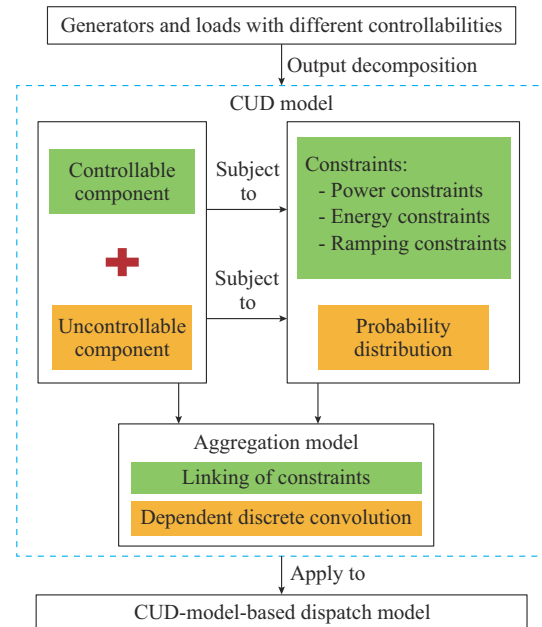 Generators and loads with different controllabilities
Output decomposition
CUD model
Controllable
component
Subject
to
Constraints:
- Power constraints
- Energy constraints
- Ramping constraints
Uncontrollable
component
Subject
to
Probability
distribution
Aggregation model
Linking of constraints
Dependent discrete convolution
Apply to
CUD-model-based dispatch model